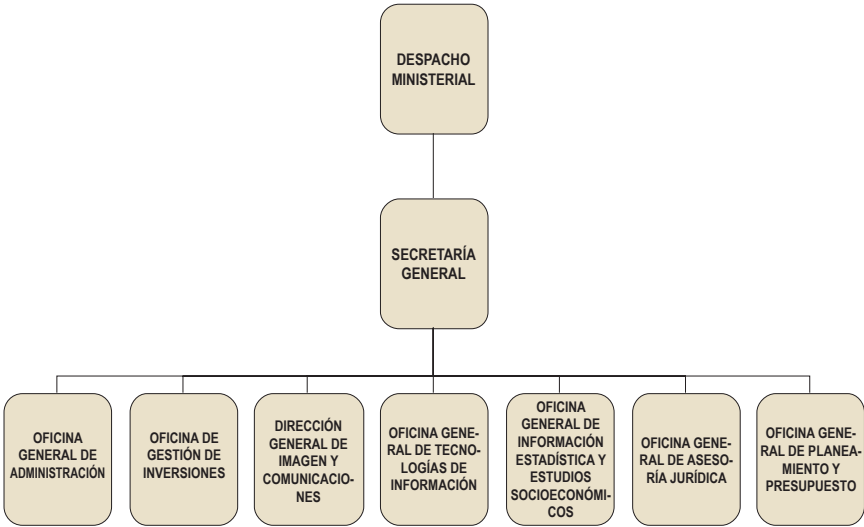 DESPACHO
MINISTERIAL
SECRETARÍA
GENERAL
OFICINA
GENERAL DE
ADMINISTRACIÓN
OFICINA DE
GESTIÓN DE
INVERSIONES
DIRECCIÓN
GENERAL DE
IMAGEN Y
COMUNICACIO-
NES
OFICINA GENE-
RAL DE TECNO-
LOGÍAS DE
INFORMACIÓN
OFICINA
GENERAL DE
INFORMACIÓN
ESTADÍSTICA Y
ESTUDIOS
SOCIOECONÓMI-
COS
OFICINA GENE-
RAL DE ASESO-
RÍA JURÍDICA
OFICINA GENE-
RAL DE PLANEA-
MIENTO Y
PRESUPUESTO